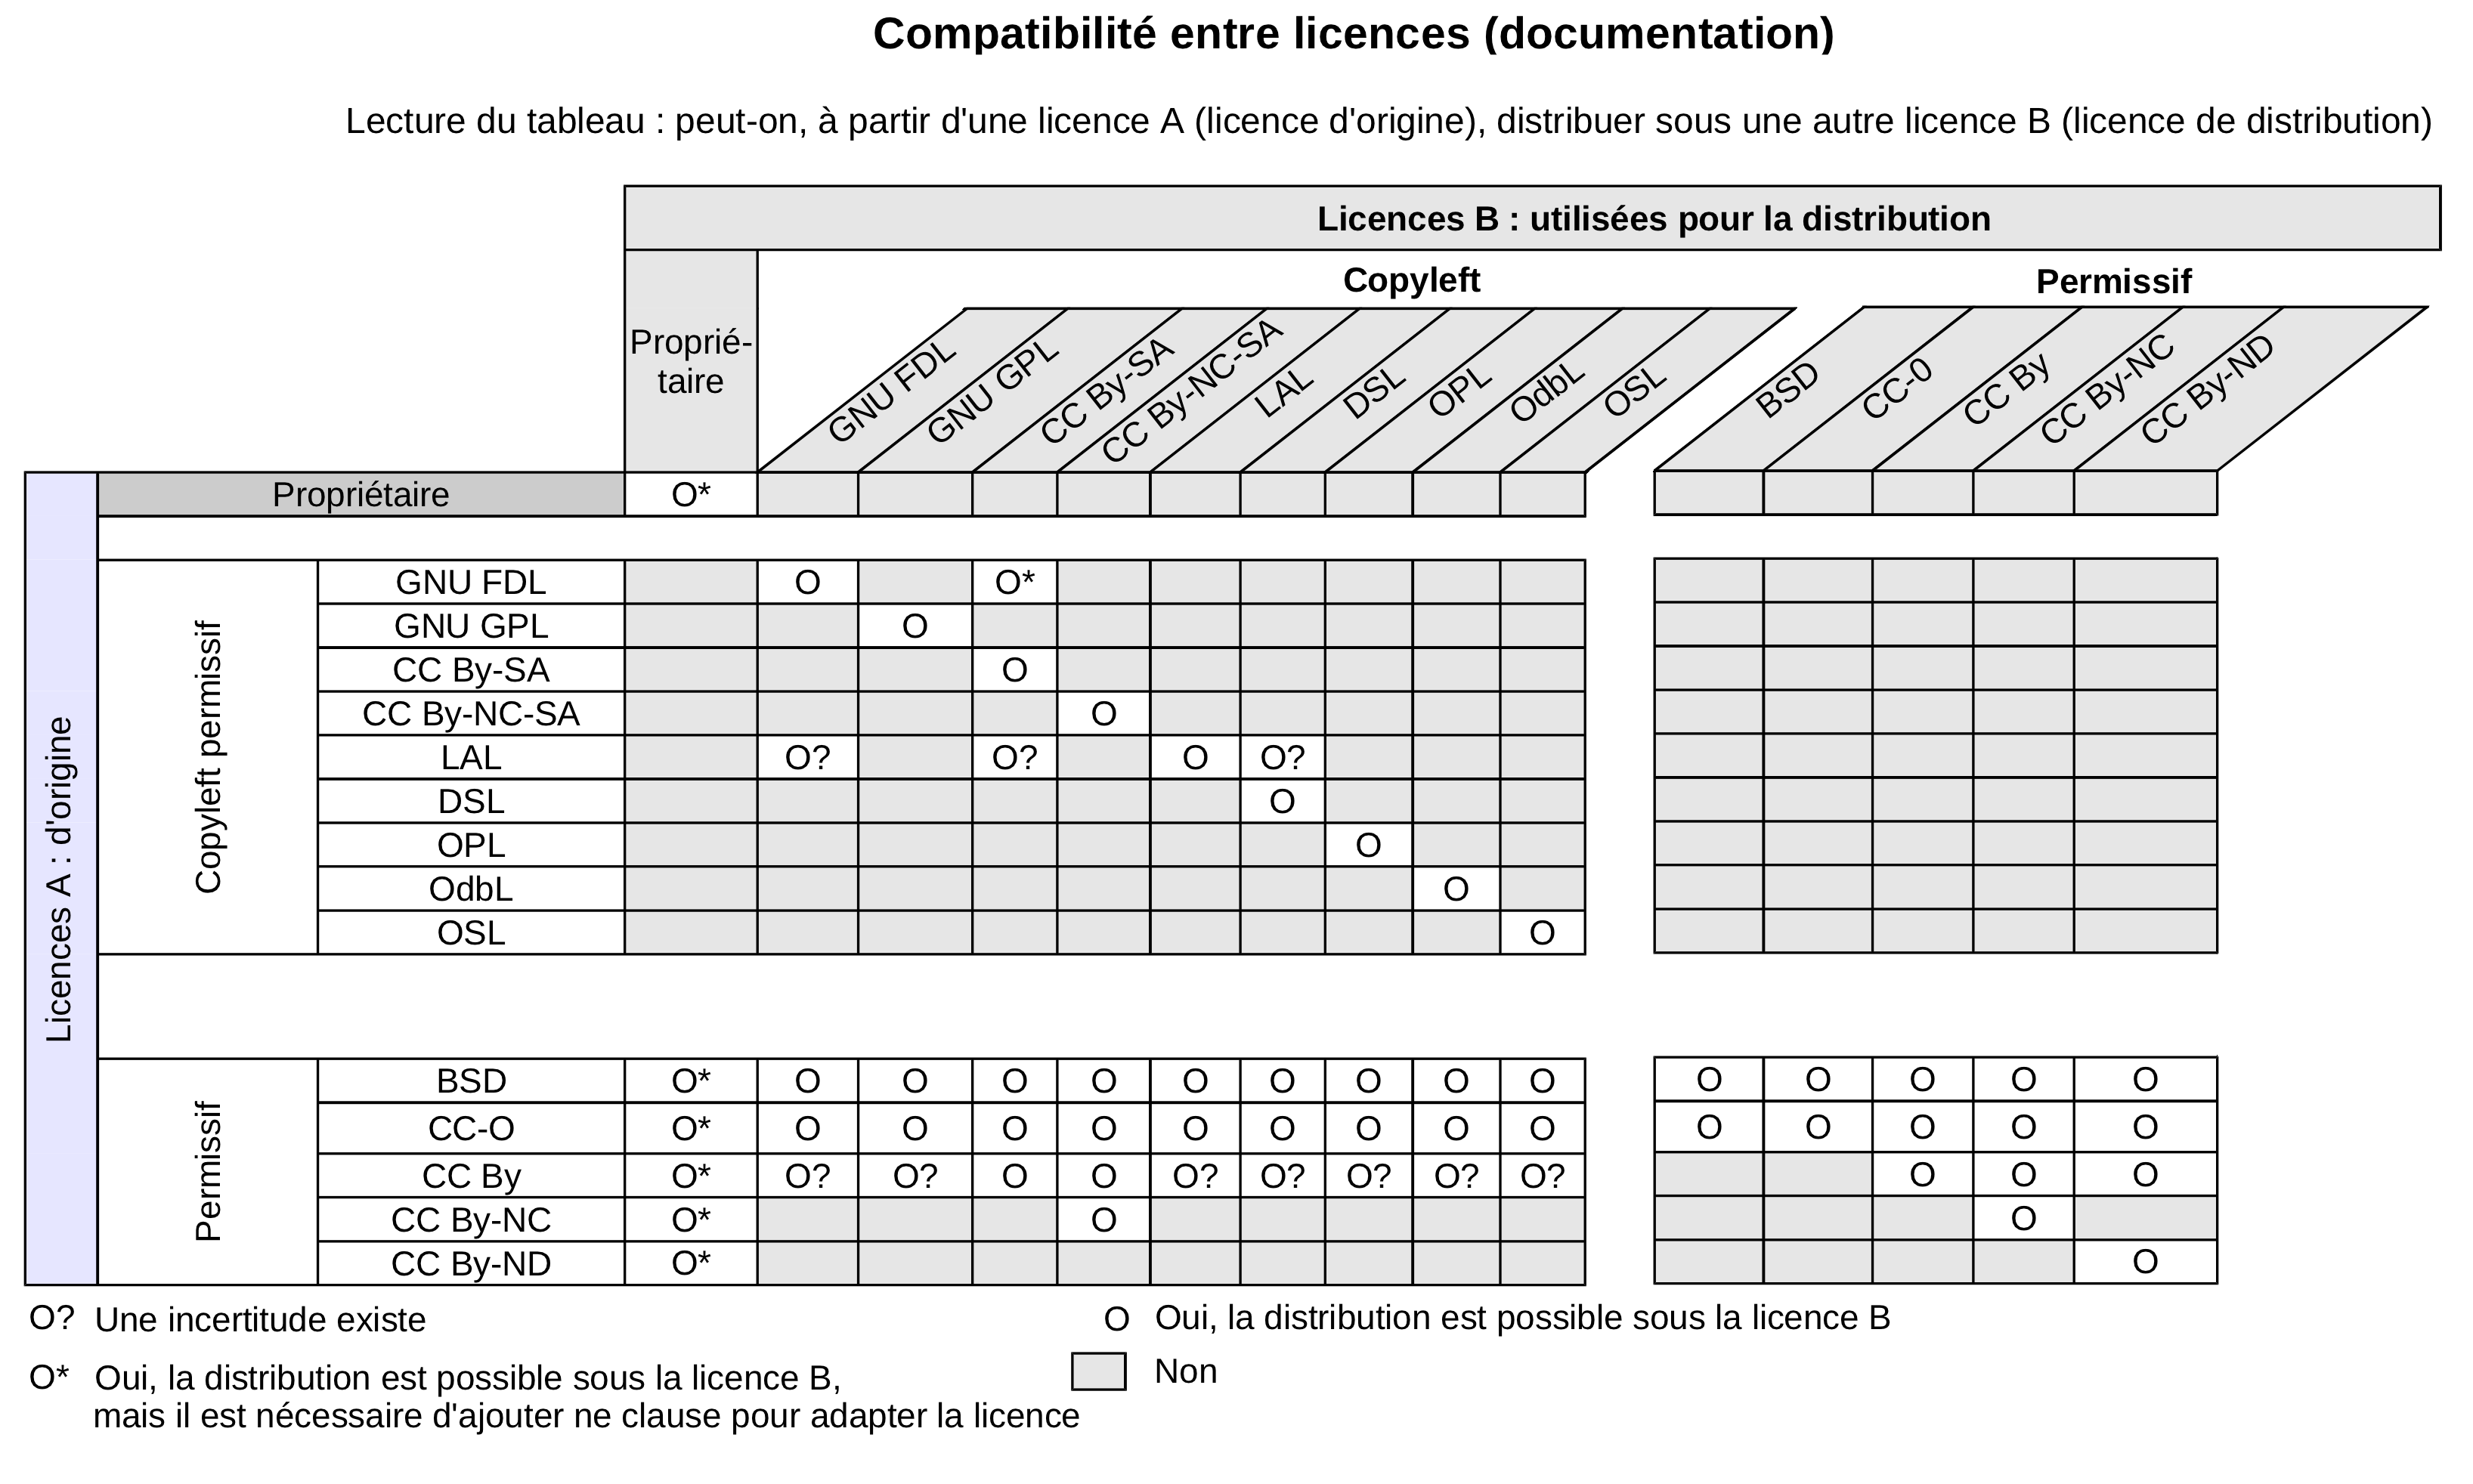 Compatibilité entre licences (documentation)
Lecture du tableau : peut-on, à partir d'une licence A (licence d'origine), distribuer sous une autre licence B (licence de distribution)
Licences B : utilisées pour la distribution
Proprié-
taire
Copyleft
Permissif
GNU FDL
GNU GPL
CC By-SA
CC By-NC-SA
LAL
DSL
OPL
OdbL
OSL
BSD
CC-0
CC By
CC By-NC
CC By-ND
Licences A : d'origine
Propriétaire O*
Copyleft permissif
GNU FDL O O*
GNU GPL O
CC By-SA O
CC By-NC-SA O
LAL O? O? O O?
DSL O
OPL O
OdbL O
OSL O
Permissif
BSD O* O O O O O O O O O O O O O O
CC-O O* O O O O O O O O O O O O O O
CC By O* O? O? O O O? O? O? O? O? O O O
CC By-NC O* O O
CC By-ND O* O
O? Une incertitude existe
O Oui, la distribution est possible sous la licence B
O* Oui, la distribution est possible sous la licence B,
mais il est nécessaire d'ajouter ne clause pour adapter la licence
Non